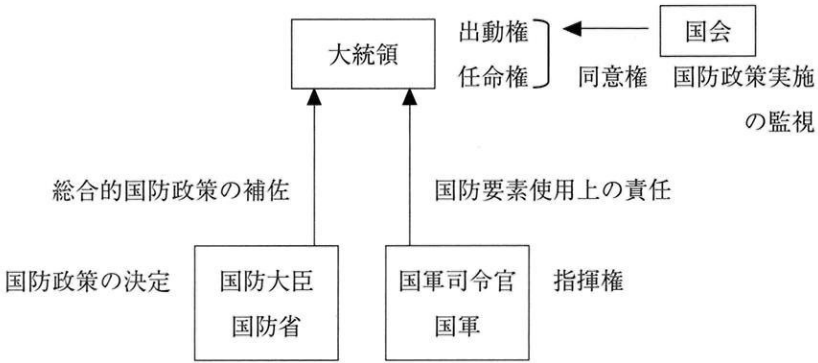 大統領
出動権
任命権
国会
同意権
国防政策実施
の監視
総合的国防政策の補佐
国防要素使用上の責任
国防政策の決定
国防大臣
国防省
国軍司令官
国軍
指揮権